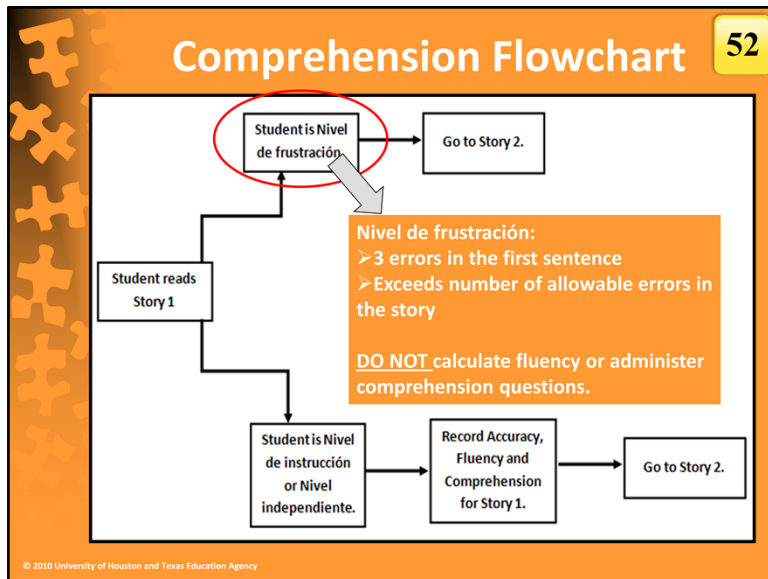 Comprehension Flowchart
52
Student is Nivel
de frustración.
Go to Story 2.
Nivel de frustración:
➢3 errors in the first sentence
➢Exceeds number of allowable errors in
the story
DO NOT calculate fluency or administer
comprehension questions.
Student reads
Story 1
Student is Nivel
de instrucción
or Nivel
independiente.
Record Accuracy,
Fluency and
Comprehension
for Story 1.
Go to Story 2.
© 2010 University of Houston and Texas Education Agency